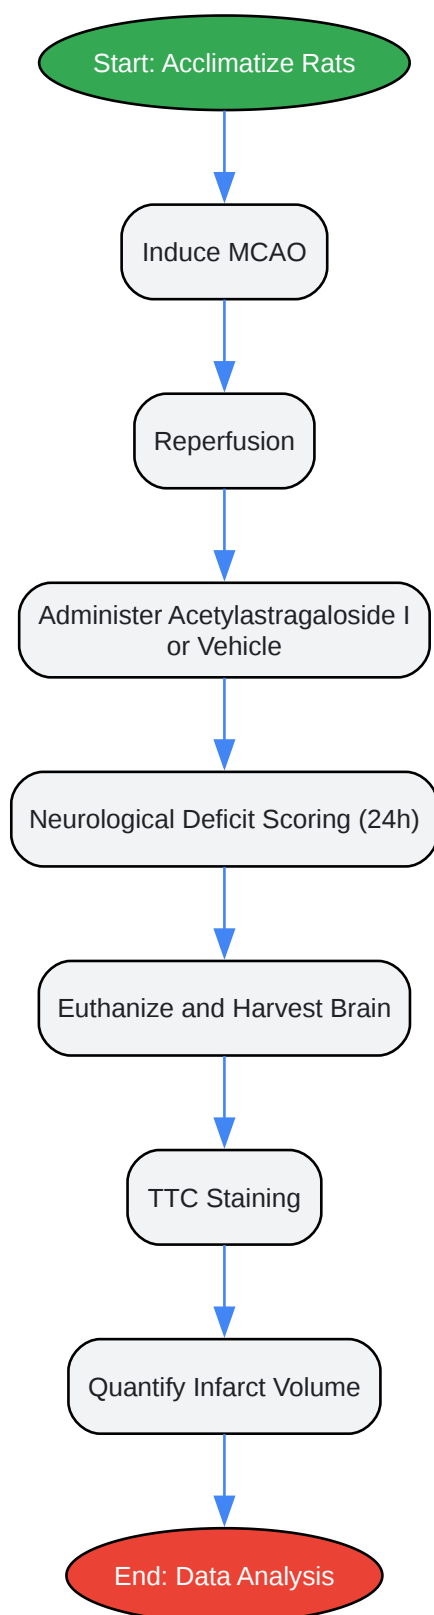 Start: Acclimatize Rats
Induce MCAO
Reperfusion
Administer Acetylastragaloside I
or Vehicle
Neurological Deficit Scoring (24h)
Euthanize and Harvest Brain
TTC Staining
Quantify Infarct Volume
End: Data Analysis